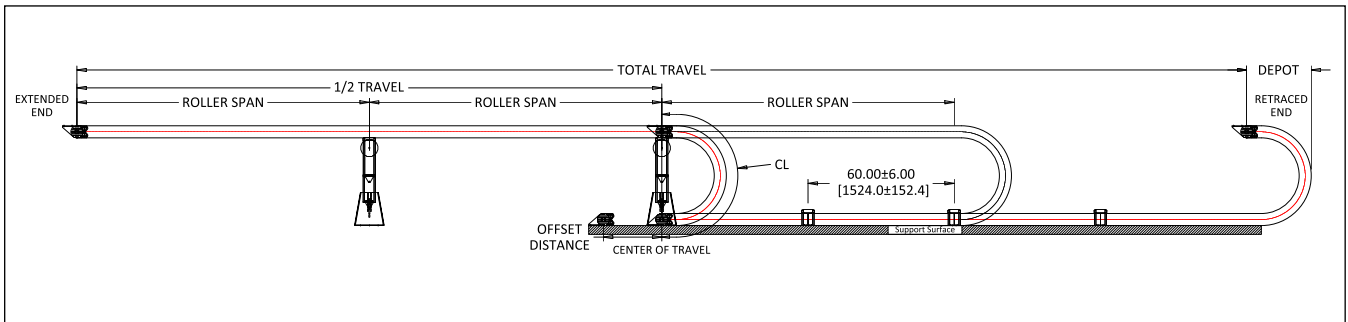 TOTAL TRAVEL
DEPOT
1/2 TRAVEL
EXTENDED
END
ROLLER SPAN
ROLLER SPAN
ROLLER SPAN
RETRACED
END
CL
60.00±6.00
[1524.0±152.4]
OFFSET
DISTANCE
CENTER OF TRAVEL
Support Surface